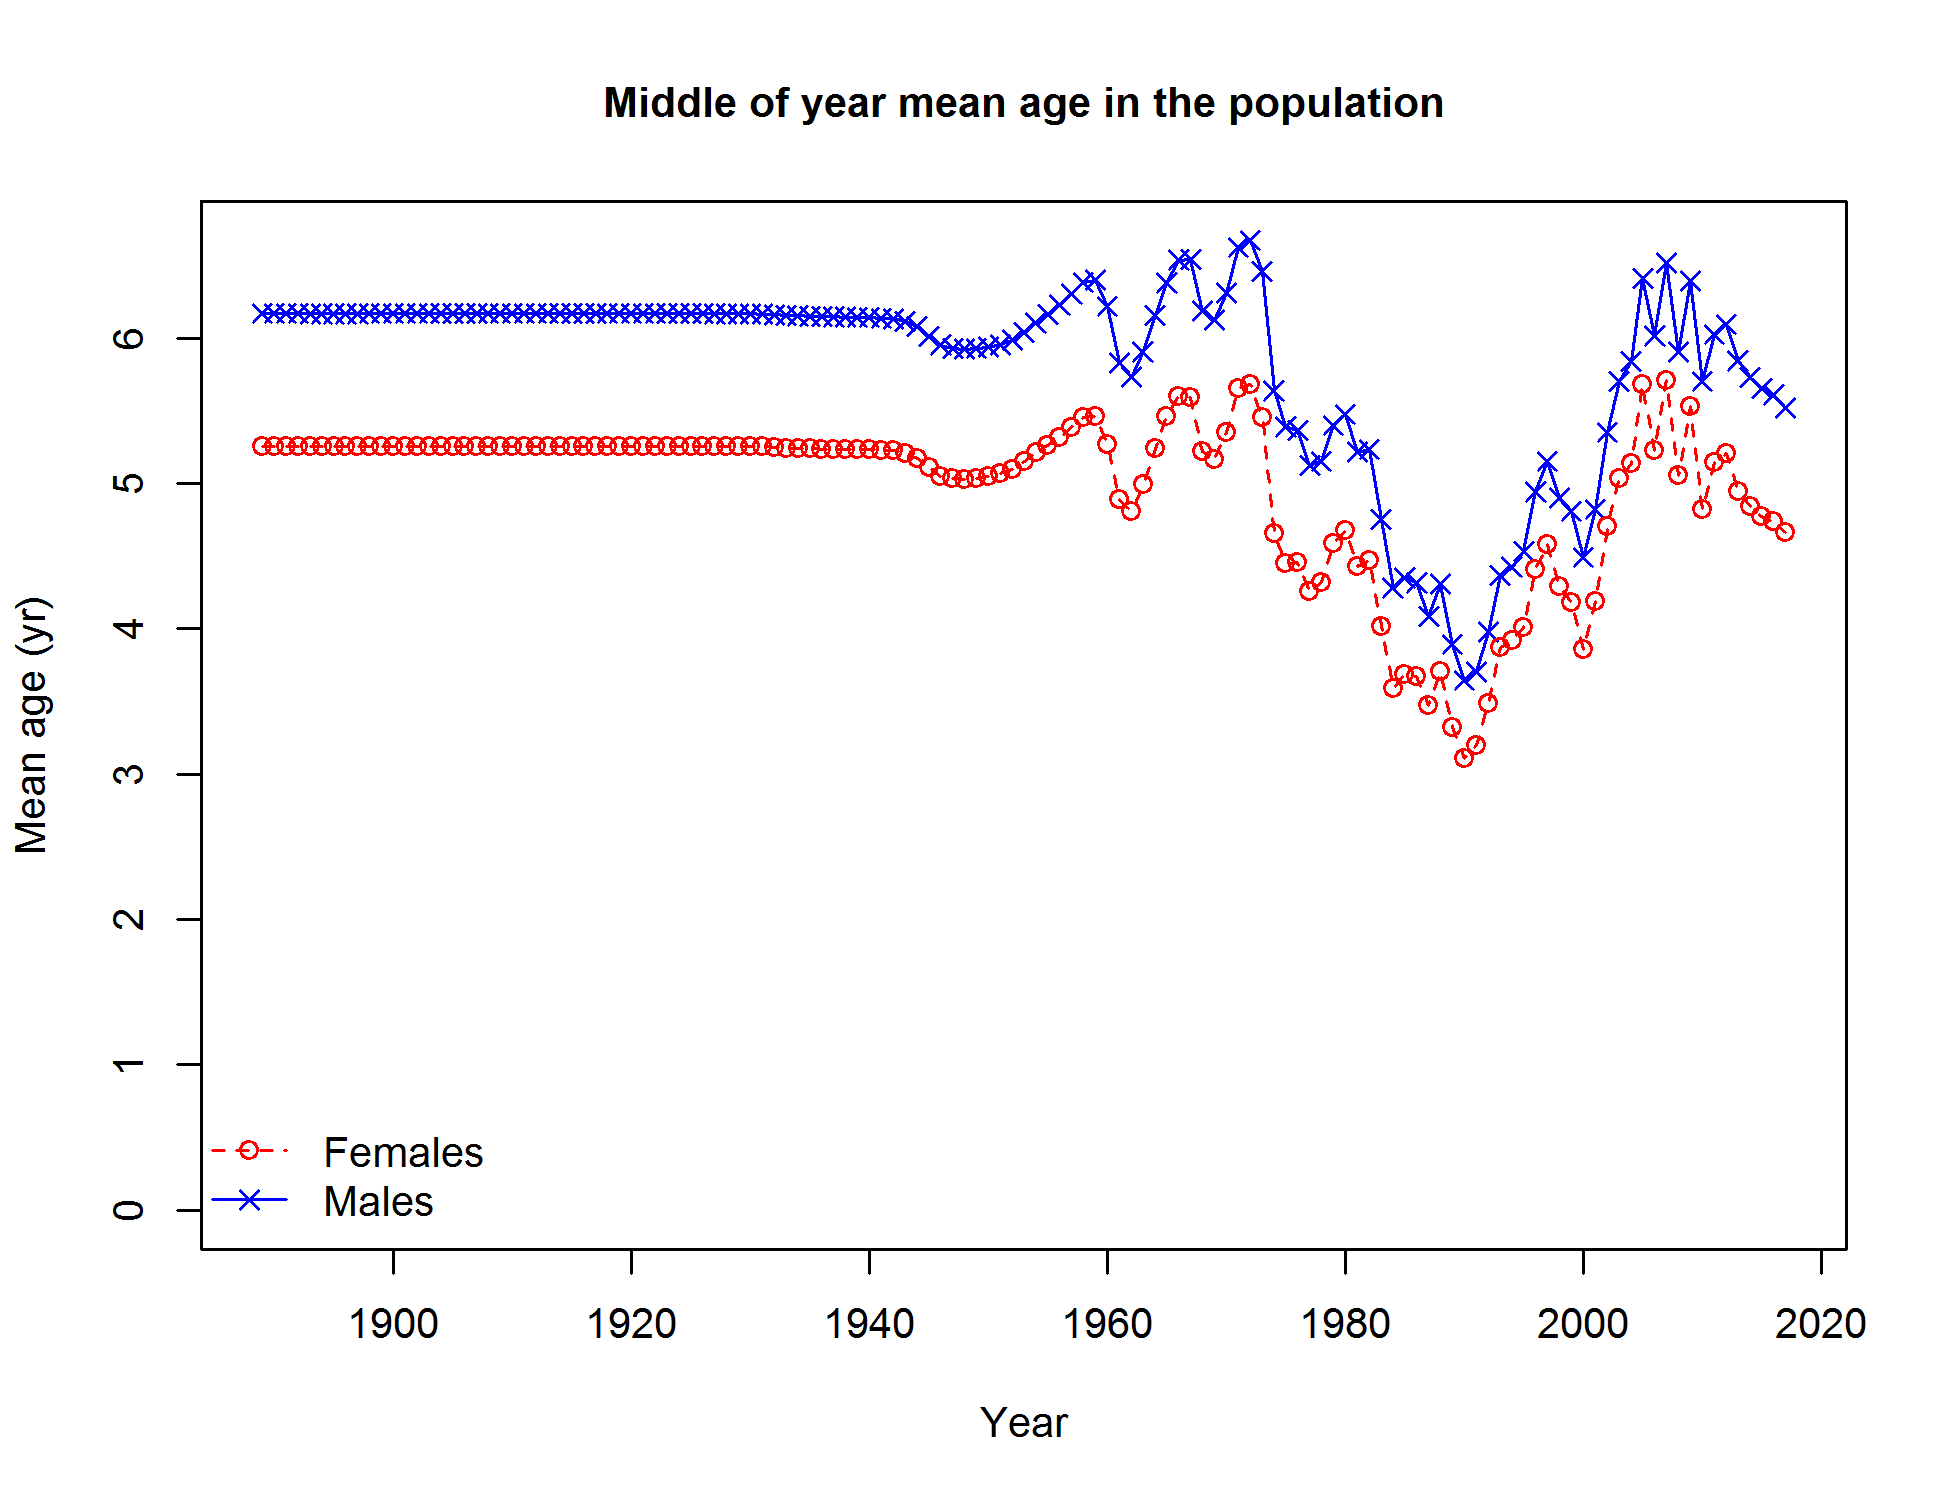 Middle of year mean age in the population
Mean age (yr)
6
5
4
3
2
1
0
Females
Males
1900 1920 1940 1960 1980 2000 2020
Year